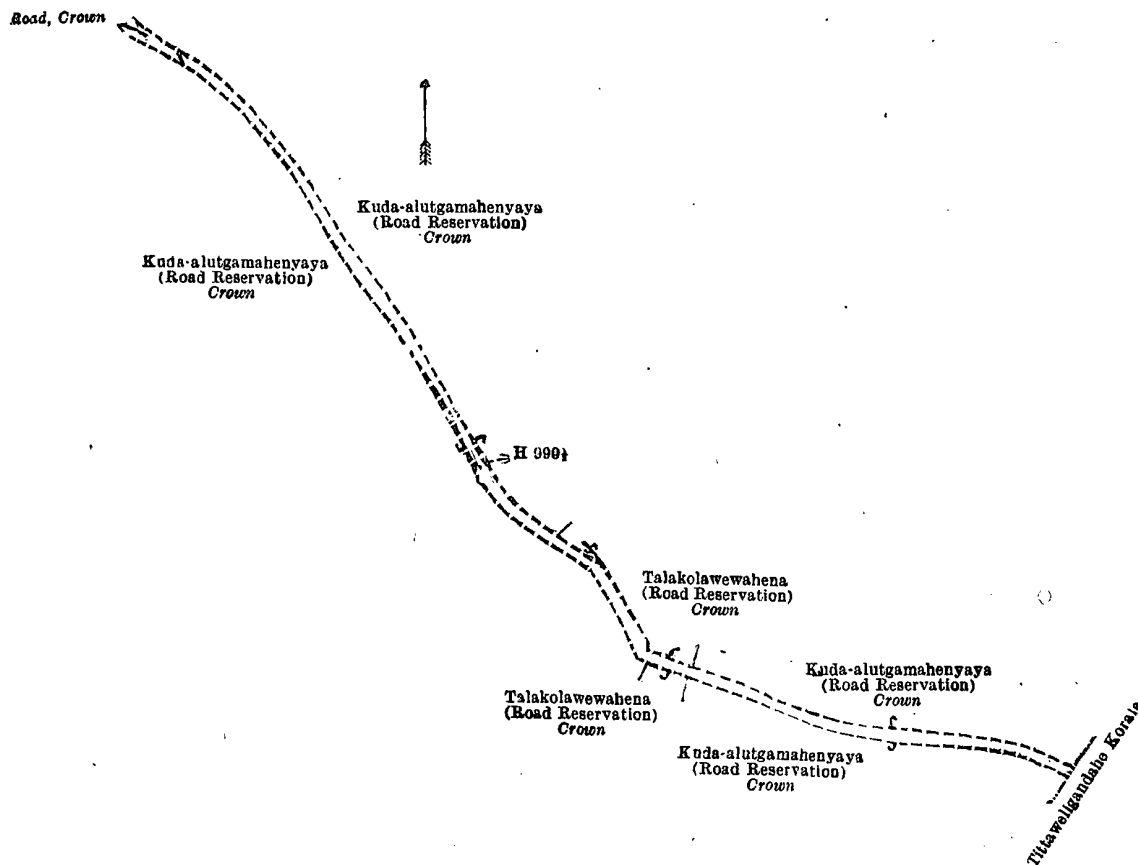 Road, Crown
Kuda-alutgamahenyaya
(Road Reservation)
Crown
Kuda-alutgamahenyaya
(Road Reservation)
Crown
H 999½
Talakolawewahena
(Road Reservation)
Crown
Kuda-alutgamahenyaya
(Road Reservation)
Crown
Talakolawewahena
(Road Reservation)
Crown
Kuda-alutgamahenyaya
(Road Reservation)
Crown
Tittaweligandahe Korale